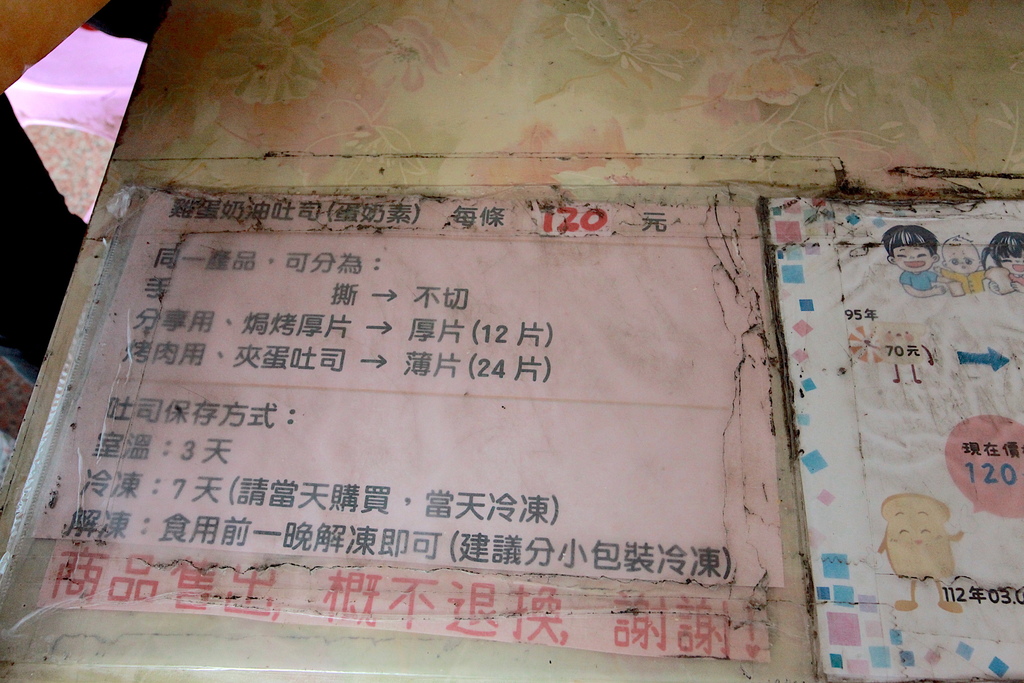 雞蛋奶油吐司(蛋奶素) 每條 120 元
同一產品，可分為：
手 撕 → 不切
分享用、焗烤厚片 → 厚片(12 片)
烤肉用、夾蛋吐司 → 薄片(24 片)
吐司保存方式：
室溫：3 天
冷凍：7 天(請當天購買，當天冷凍)
解凍：食用前一晚解凍即可(建議分小包裝冷凍)
商品售出，概不退換，謝謝！
95年
70元
現在價
120
112年03.